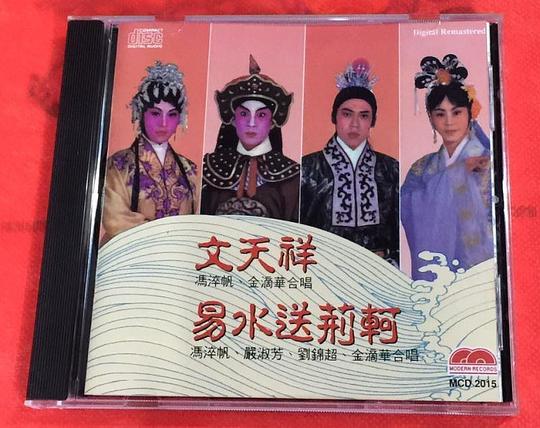 COMPACT
disc
DIGITAL AUDIO
Digital Remastered
文天祥
馮淬帆、金滴華合唱
易水送荊軻
馮淬帆、嚴淑芳、劉錦超、金滴華合唱
MODERN RECORDS
MCD 2015